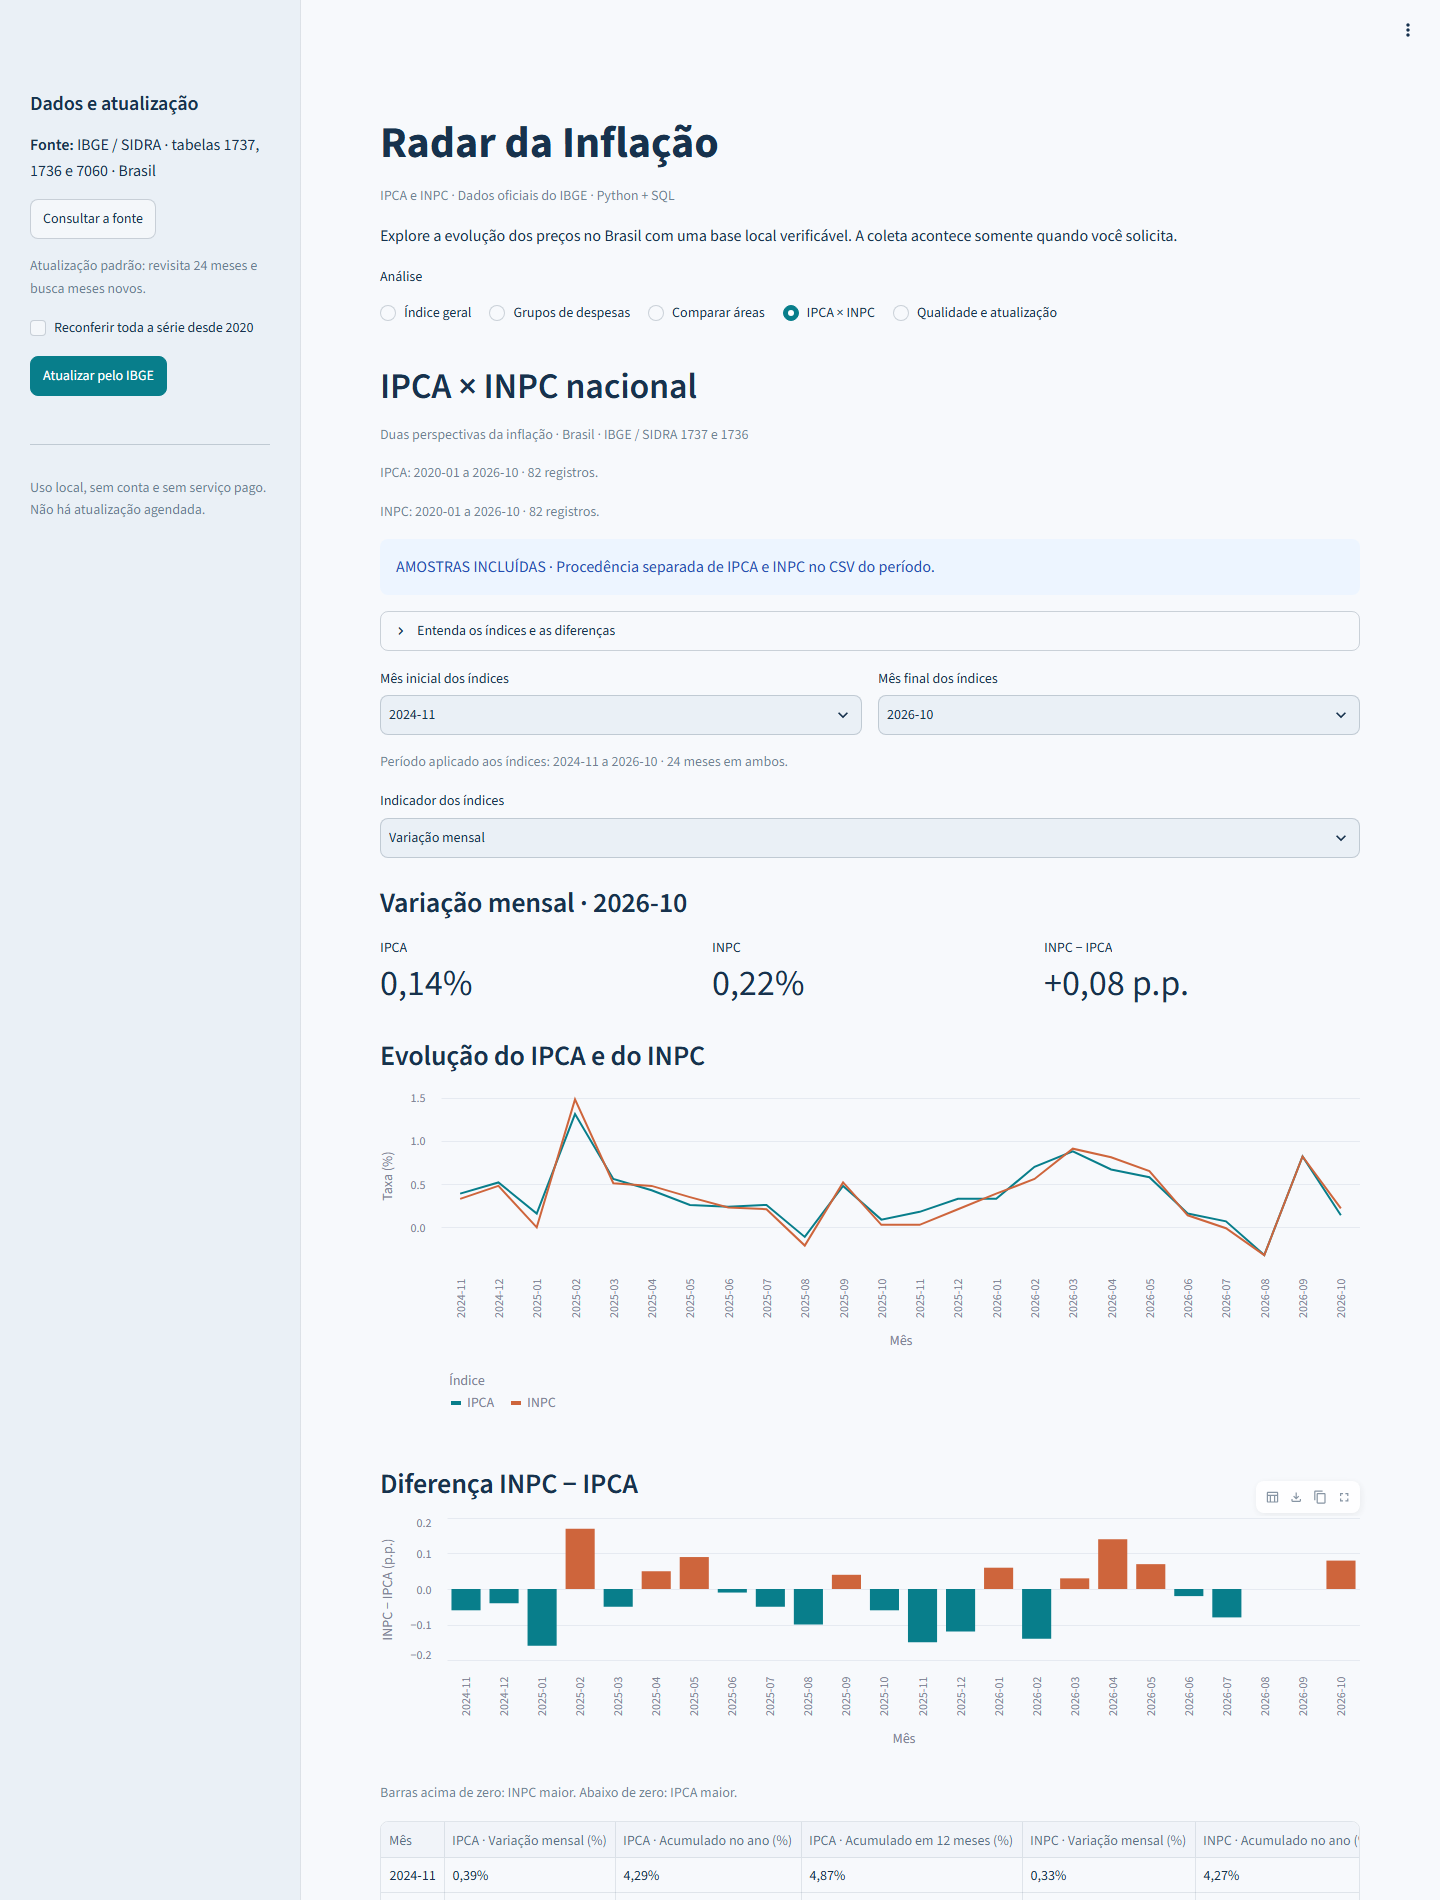 Dados e atualização
Fonte: IBGE / SIDRA · tabelas 1737,
1736 e 7060 · Brasil
Consultar a fonte
Atualização padrão: revisita 24 meses e
busca meses novos.
Reconferir toda a série desde 2020
Atualizar pelo IBGE
Uso local, sem conta e sem serviço pago.
Não há atualização agendada.
Radar da Inflação
IPCA e INPC · Dados oficiais do IBGE · Python + SQL
Explore a evolução dos preços no Brasil com uma base local verificável. A coleta acontece somente quando você solicita.
Análise
Índice geral Grupos de despesas Comparar áreas IPCA × INPC Qualidade e atualização
IPCA × INPC nacional
Duas perspectivas da inflação · Brasil · IBGE / SIDRA 1737 e 1736
IPCA: 2020-01 a 2026-10 · 82 registros.
INPC: 2020-01 a 2026-10 · 82 registros.
AMOSTRAS INCLUÍDAS · Procedência separada de IPCA e INPC no CSV do período.
Entenda os índices e as diferenças
Mês inicial dos índices Mês final dos índices
2024-11 2026-10
Período aplicado aos índices: 2024-11 a 2026-10 · 24 meses em ambos.
Indicador dos índices
Variação mensal
Variação mensal · 2026-10
IPCA INPC INPC − IPCA
0,14% 0,22% +0,08 p.p.
Evolução do IPCA e do INPC
Taxa (%)
1.5
1.0
0.5
0.0
2024-11 2024-12 2025-01 2025-02 2025-03 2025-04 2025-05 2025-06 2025-07 2025-08 2025-09 2025-10 2025-11 2025-12 2026-01 2026-02 2026-03 2026-04 2026-05 2026-06 2026-07 2026-08 2026-09 2026-10
Mês
Índice
IPCA INPC
Diferença INPC − IPCA
INPC − IPCA (p.p.)
0.2
0.1
0.0
−0.1
−0.2
2024-11 2024-12 2025-01 2025-02 2025-03 2025-04 2025-05 2025-06 2025-07 2025-08 2025-09 2025-10 2025-11 2025-12 2026-01 2026-02 2026-03 2026-04 2026-05 2026-06 2026-07 2026-08 2026-09 2026-10
Mês
Barras acima de zero: INPC maior. Abaixo de zero: IPCA maior.
Mês IPCA · Variação mensal (%) IPCA · Acumulado no ano (%) IPCA · Acumulado em 12 meses (%) INPC · Variação mensal (%) INPC · Acumulado no ano (
2024-11 0,39% 4,29% 4,87% 0,33% 4,27%